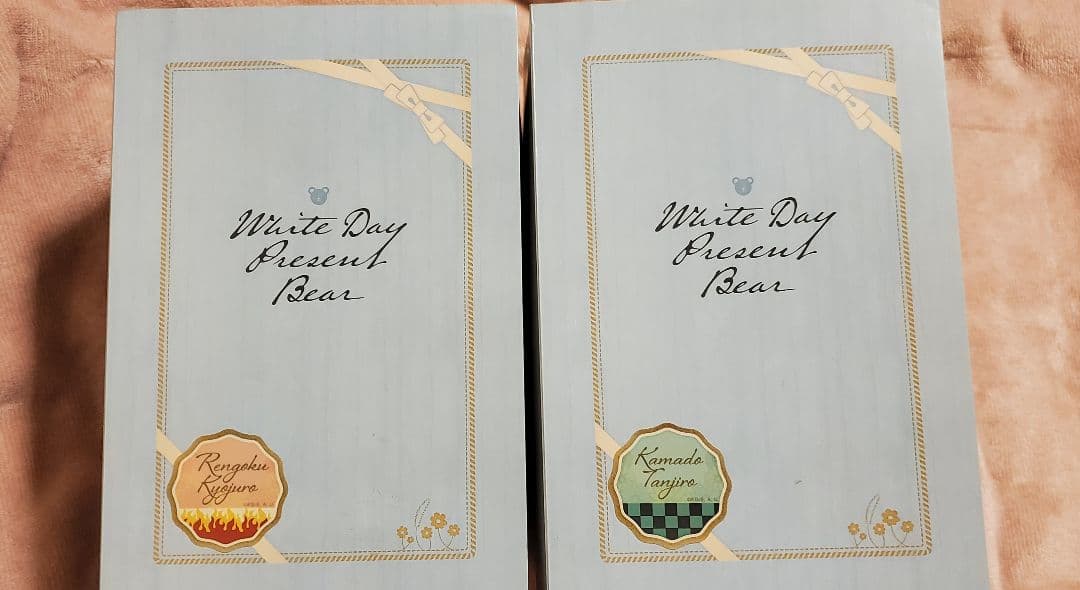 White Day
Present
Bear
Rengoku
Kyojuro
White Day
Present
Bear
Kamado
Tanjiro